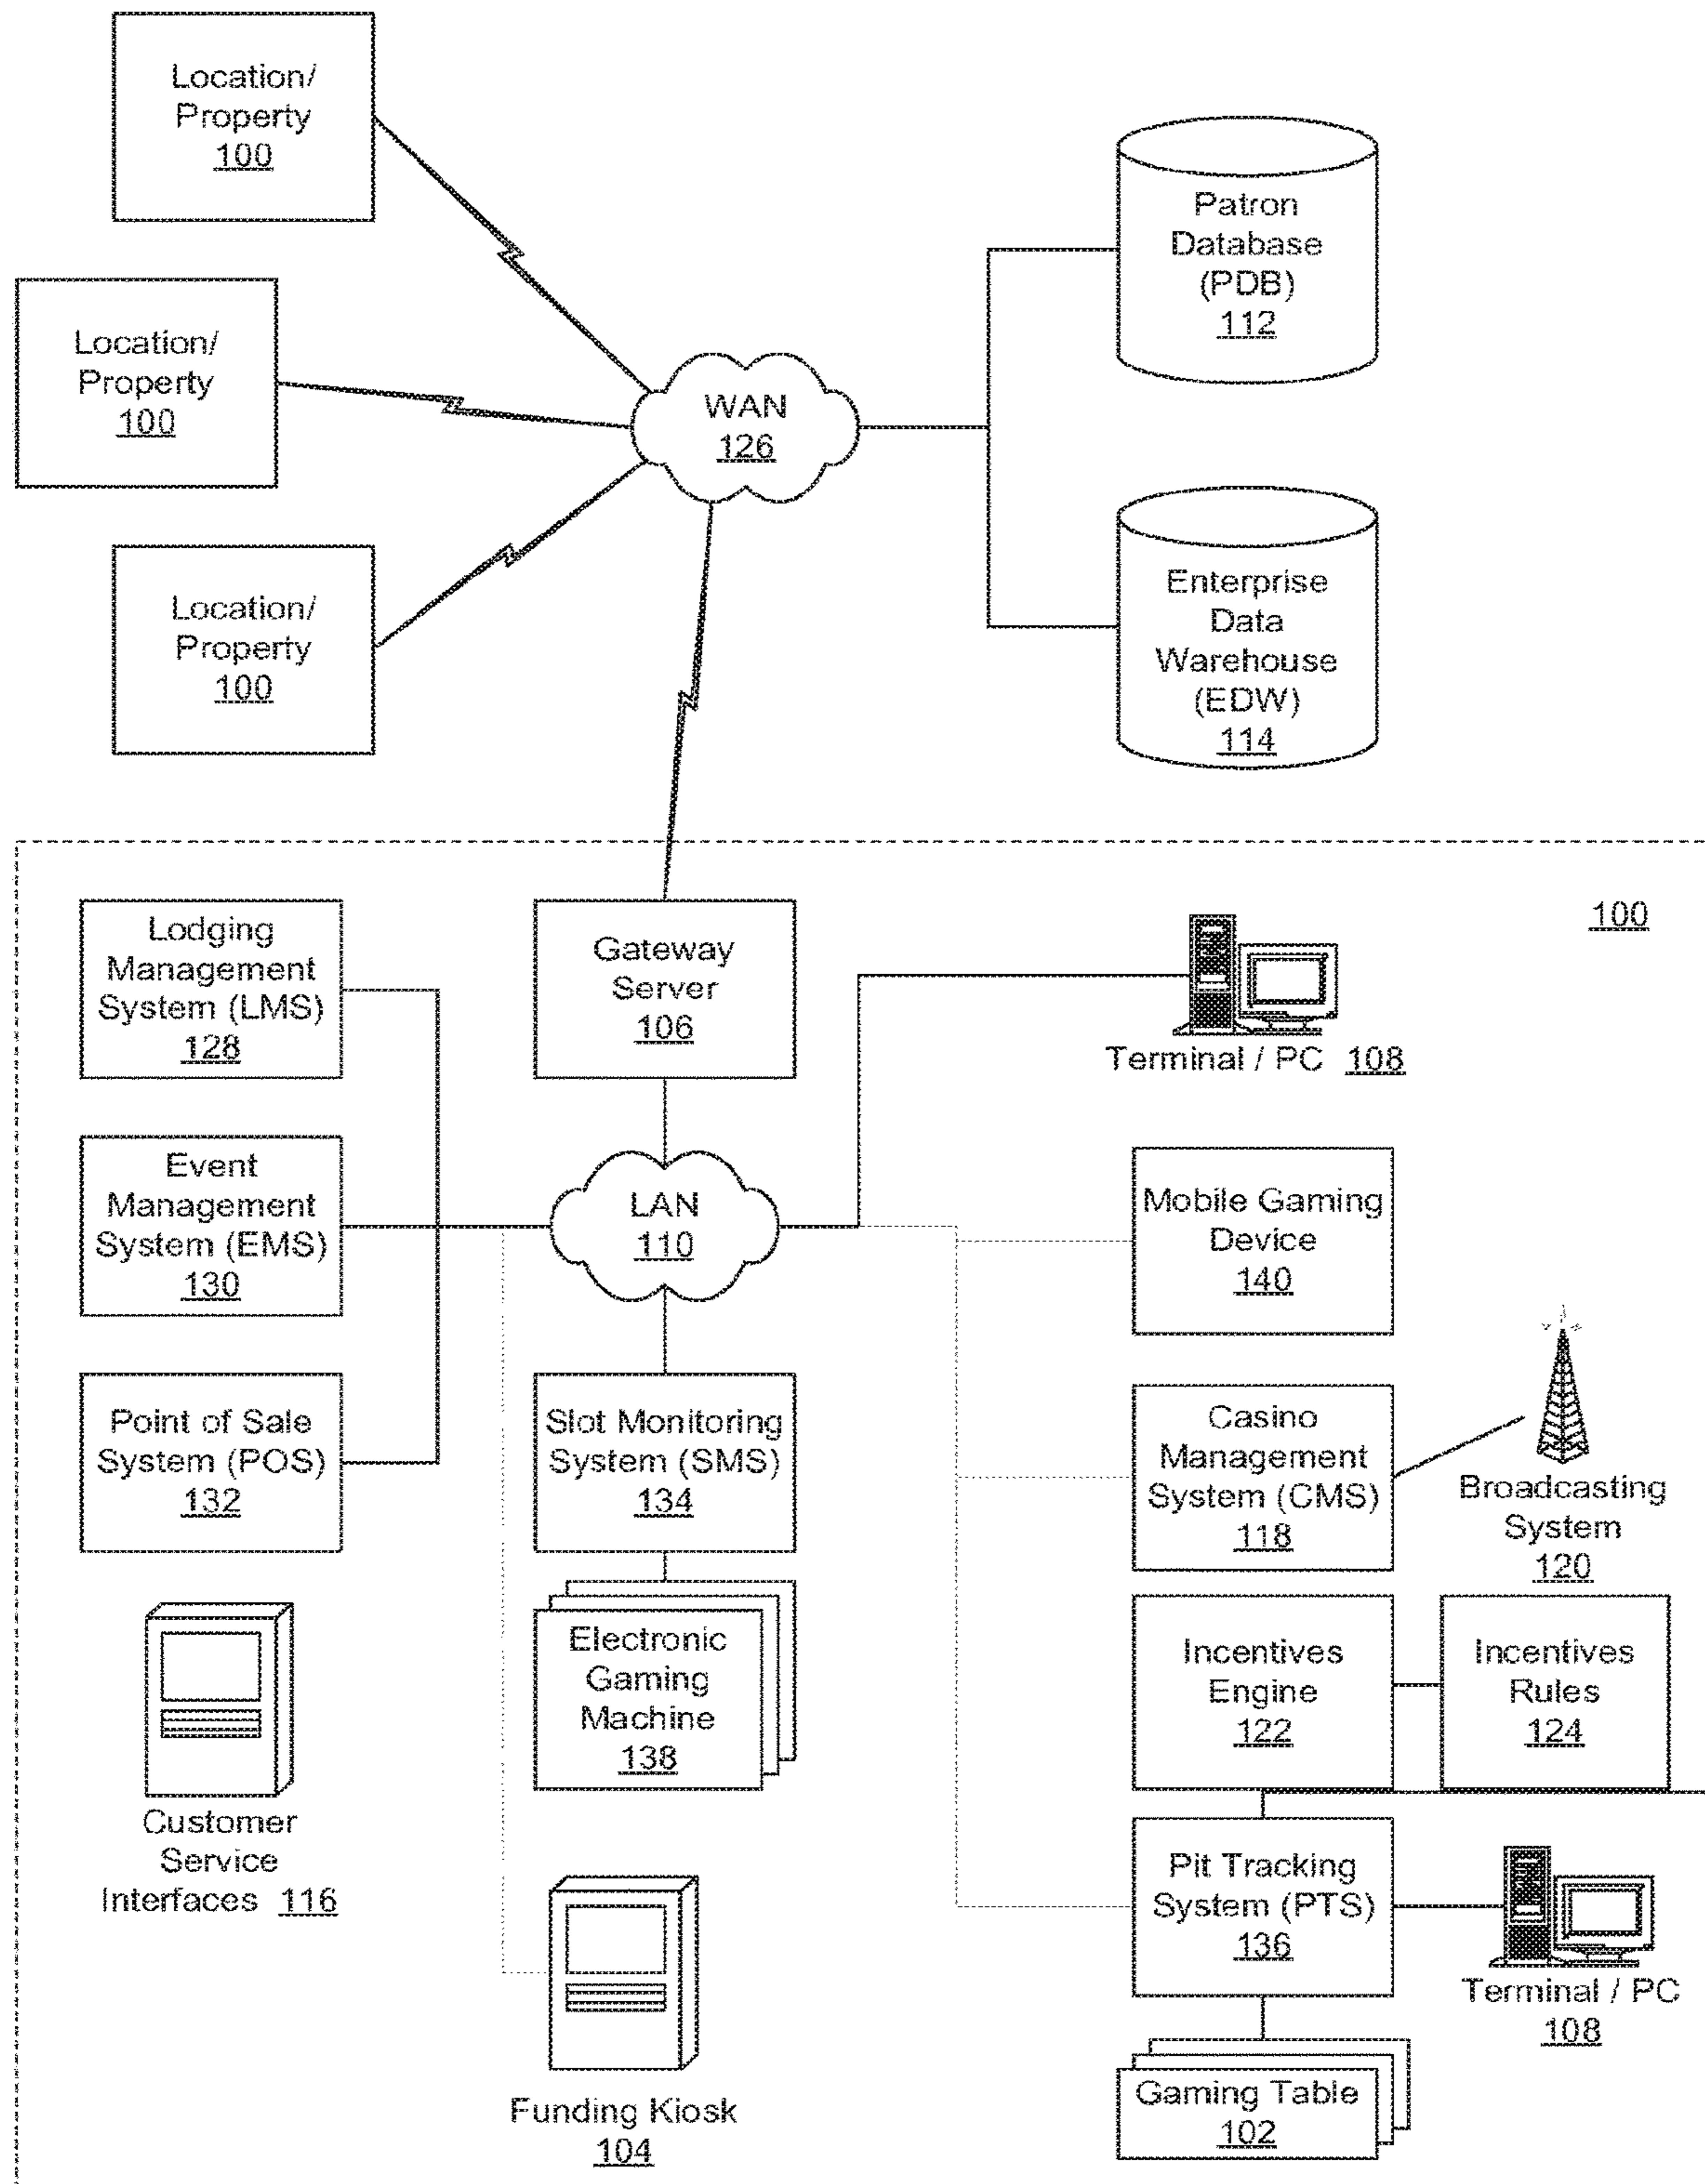 Location/
Property
100
Location/
Property
100
Location/
Property
100
WAN
126
Patron
Database
(PDB)
112
Enterprise
Data
Warehouse
(EDW)
114
100
Lodging
Management
System (LMS)
128
Gateway
Server
106
Terminal / PC 108
Event
Management
System (EMS)
130
LAN
110
Mobile Gaming
Device
140
Point of Sale
System (POS)
132
Slot Monitoring
System (SMS)
134
Casino
Management
System (CMS)
118
Broadcasting
System
120
Customer
Service
Interfaces 116
Electronic
Gaming
Machine
138
Incentives
Engine
122
Incentives
Rules
124
Funding Kiosk
104
Pit Tracking
System (PTS)
136
Terminal / PC
108
Gaming Table
102